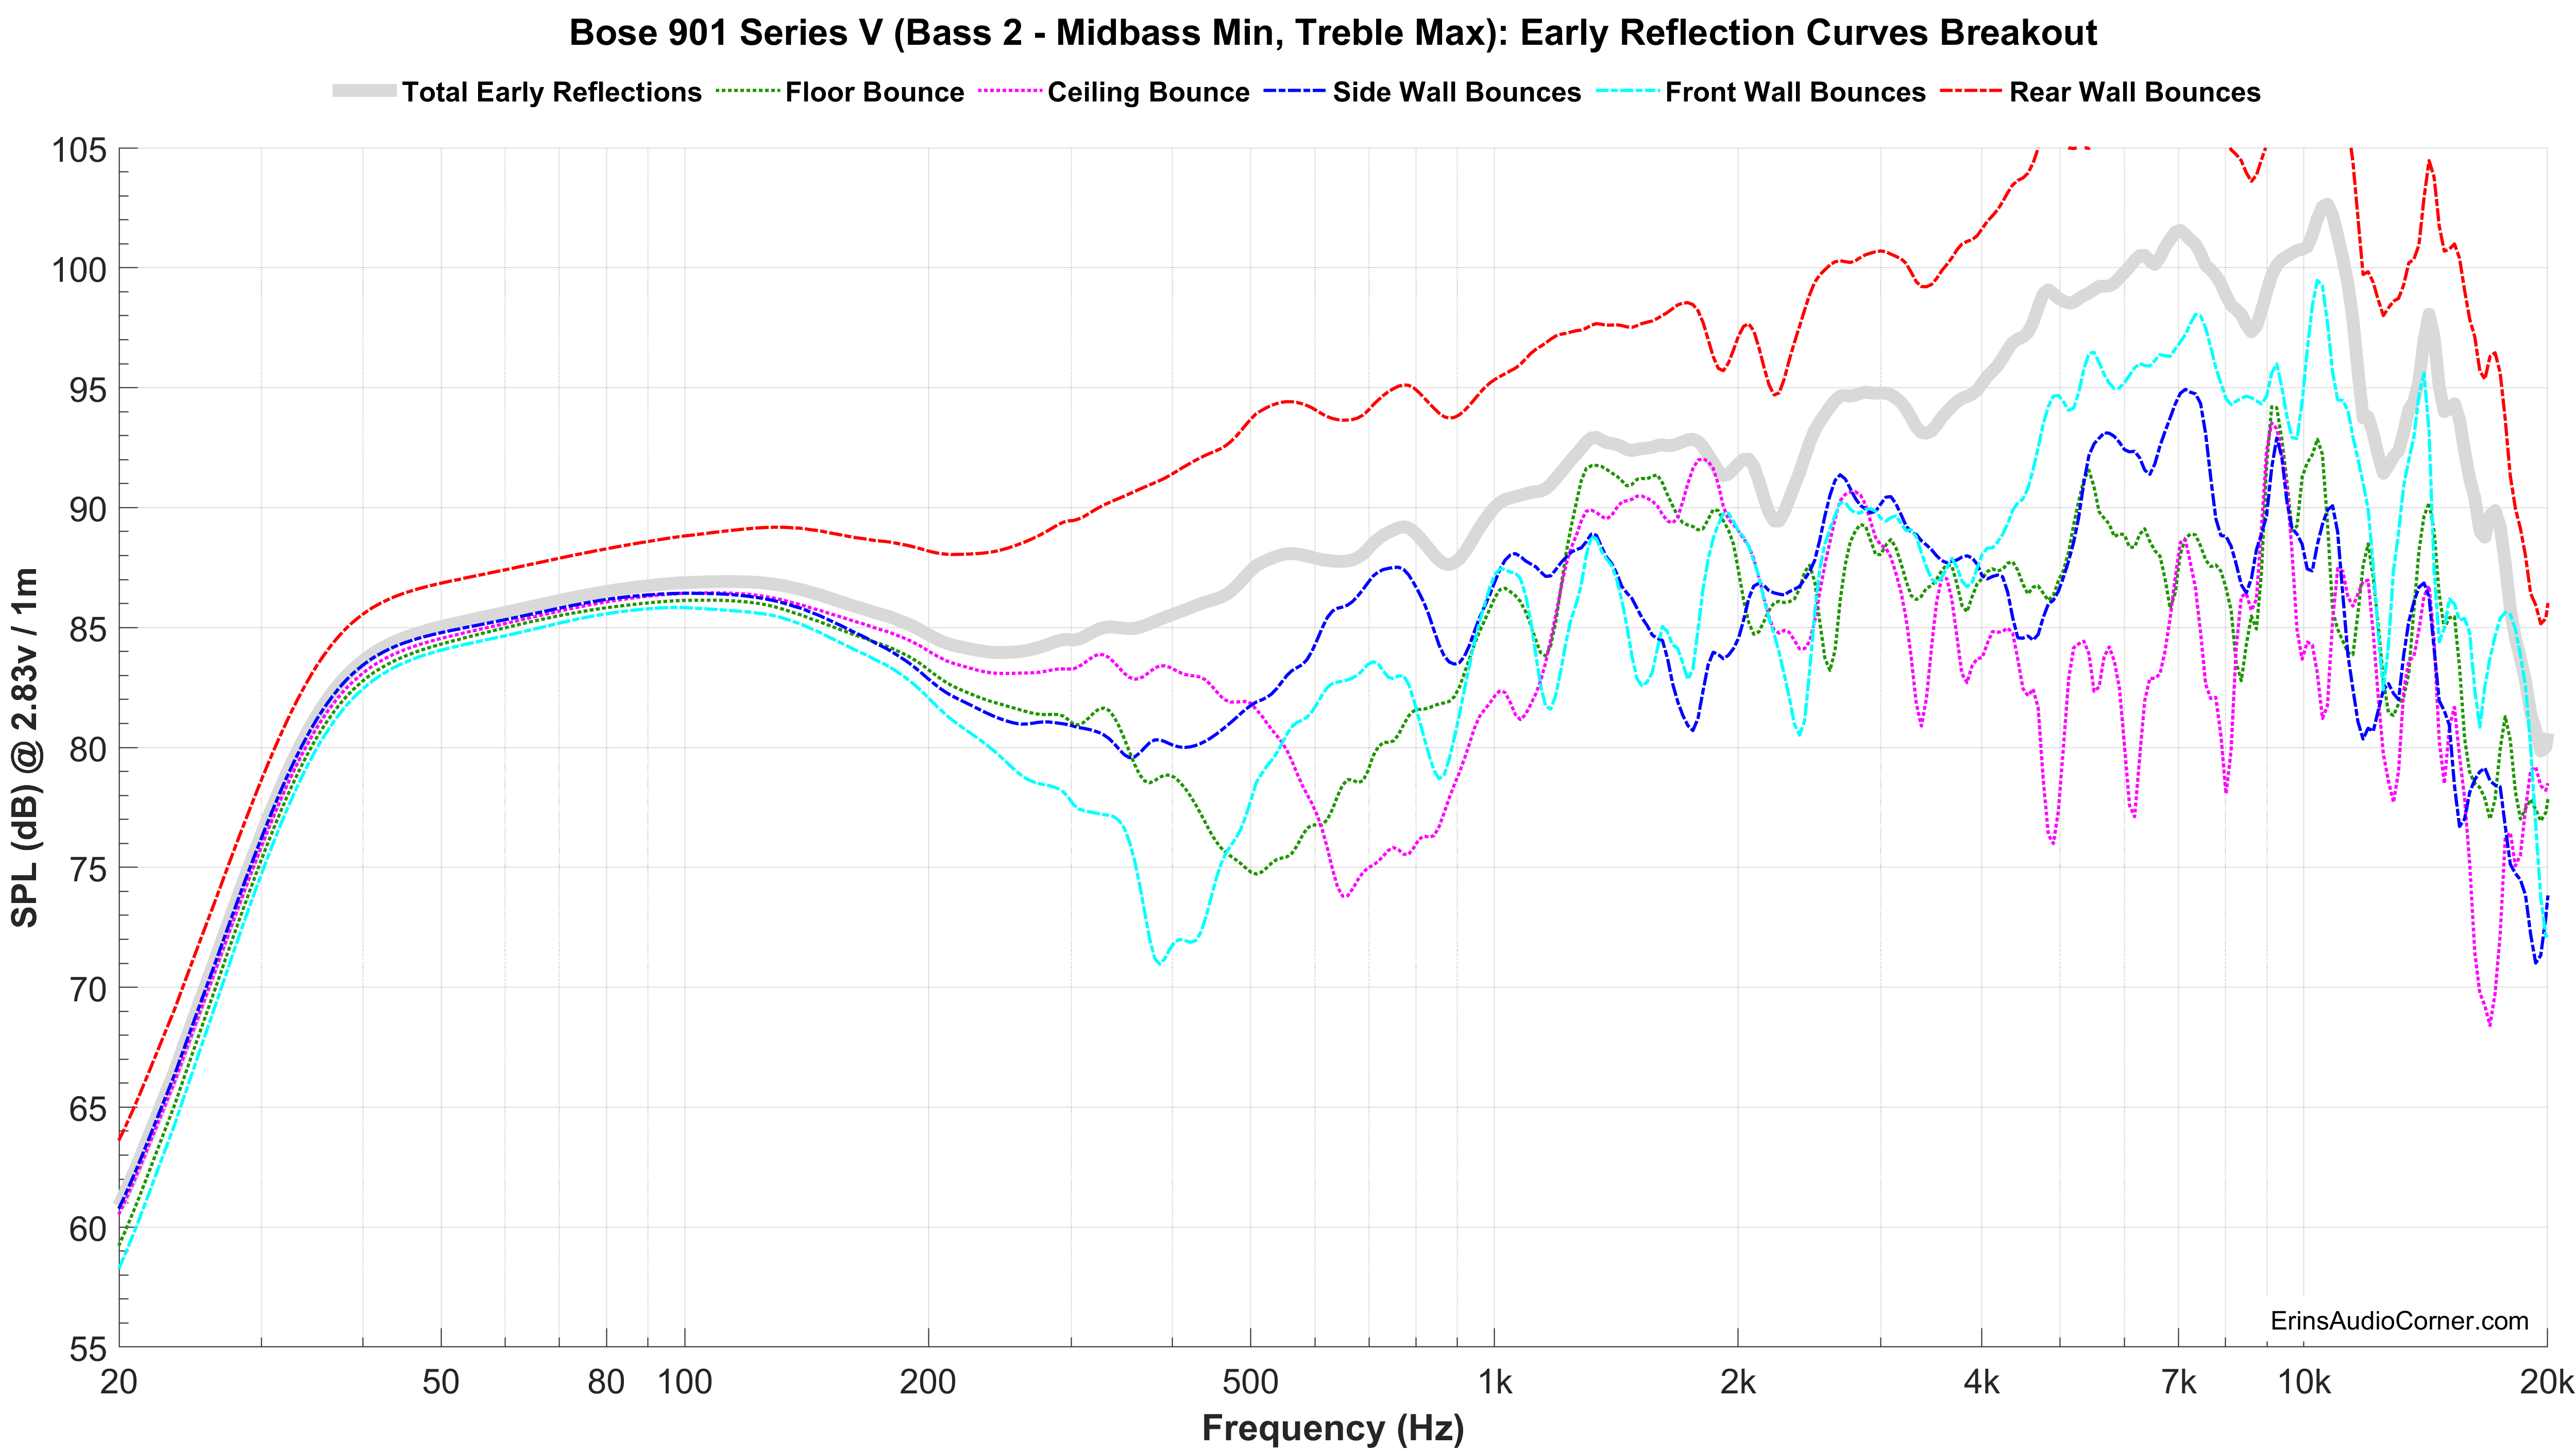 Bose 901 Series V (Bass 2 - Midbass Min, Treble Max): Early Reflection Curves Breakout
Total Early Reflections Floor Bounce Ceiling Bounce Side Wall Bounces Front Wall Bounces Rear Wall Bounces
105
100
95
90
85
80
75
70
65
60
55
SPL (dB) @ 2.83v / 1m
ErinsAudioCorner.com
20 50 80 100 200 500 1k 2k 4k 7k 10k 20k
Frequency (Hz)